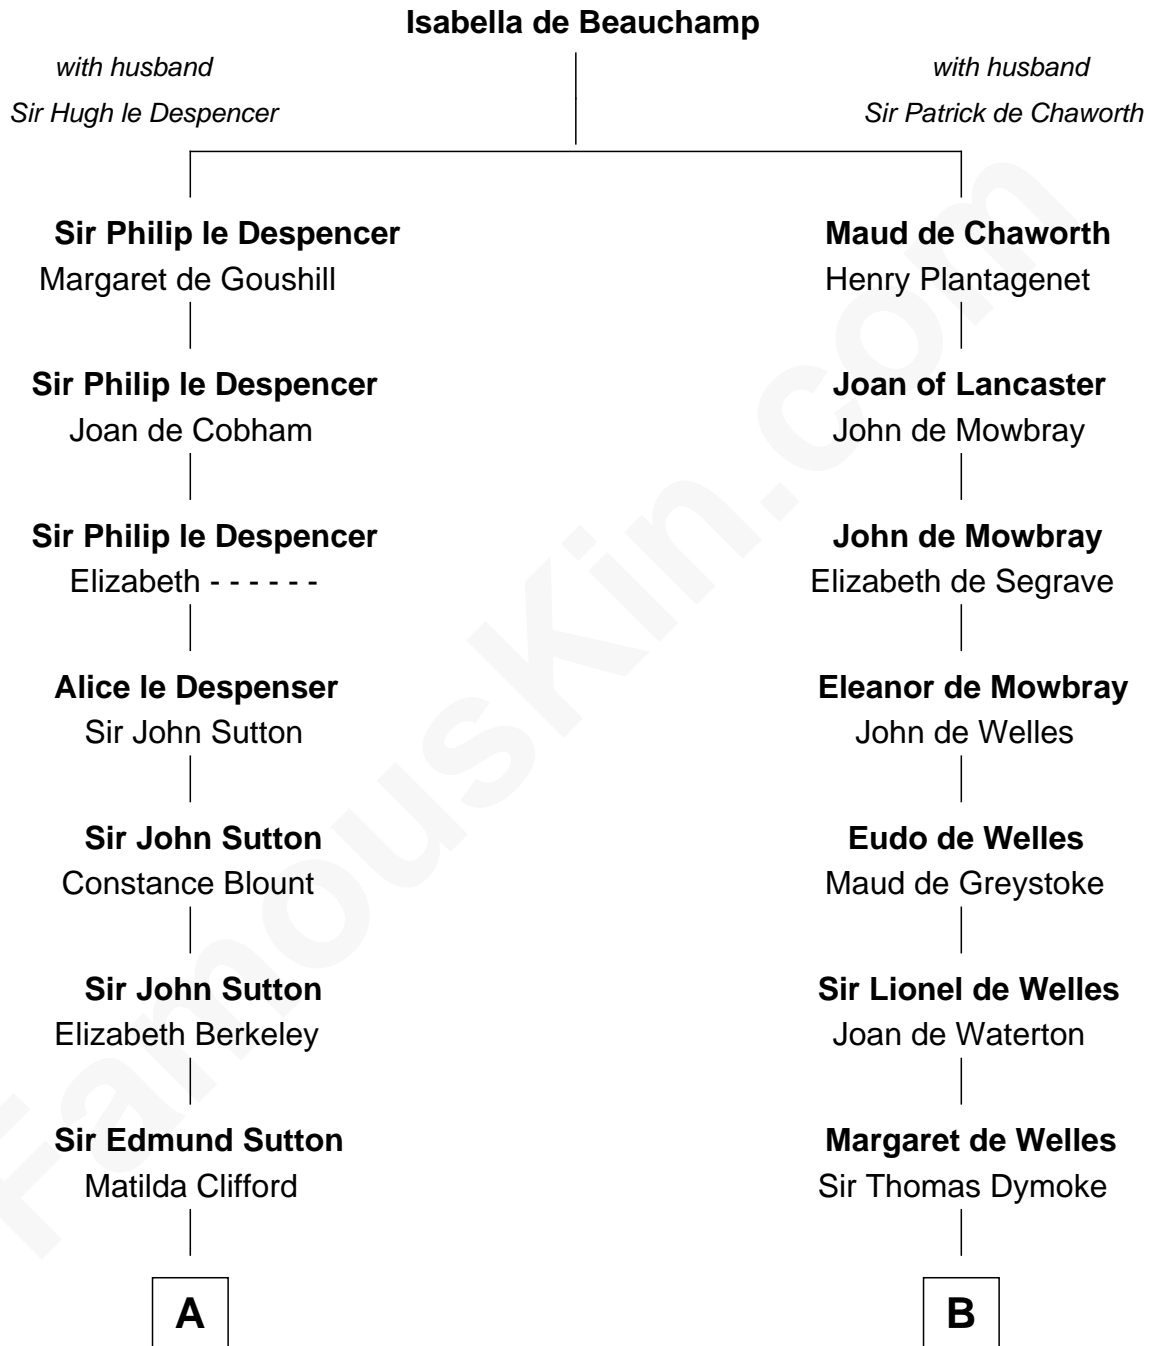 Isabella de Beauchamp
with husband
Sir Hugh le Despencer
with husband
Sir Patrick de Chaworth
Sir Philip le Despencer
Margaret de Goushill
Maud de Chaworth
Henry Plantagenet
Sir Philip le Despencer
Joan de Cobham
Joan of Lancaster
John de Mowbray
Sir Philip le Despencer
Elizabeth - - - - - -
John de Mowbray
Elizabeth de Segrave
Alice le Despenser
Sir John Sutton
Eleanor de Mowbray
John de Welles
Sir John Sutton
Constance Blount
Eudo de Welles
Maud de Greystoke
Sir John Sutton
Elizabeth Berkeley
Sir Lionel de Welles
Joan de Waterton
Sir Edmund Sutton
Matilda Clifford
Margaret de Welles
Sir Thomas Dymoke
A
B
FamousKin.com